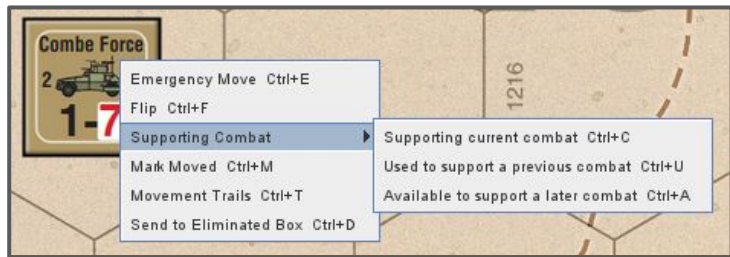 Combe Force
2
1-7
Emergency Move Ctrl+E
Flip Ctrl+F
Supporting Combat
Mark Moved Ctrl+M
Movement Trails Ctrl+T
Send to Eliminated Box Ctrl+D
Supporting current combat Ctrl+C
Used to support a previous combat Ctrl+U
Available to support a later combat Ctrl+A
1216